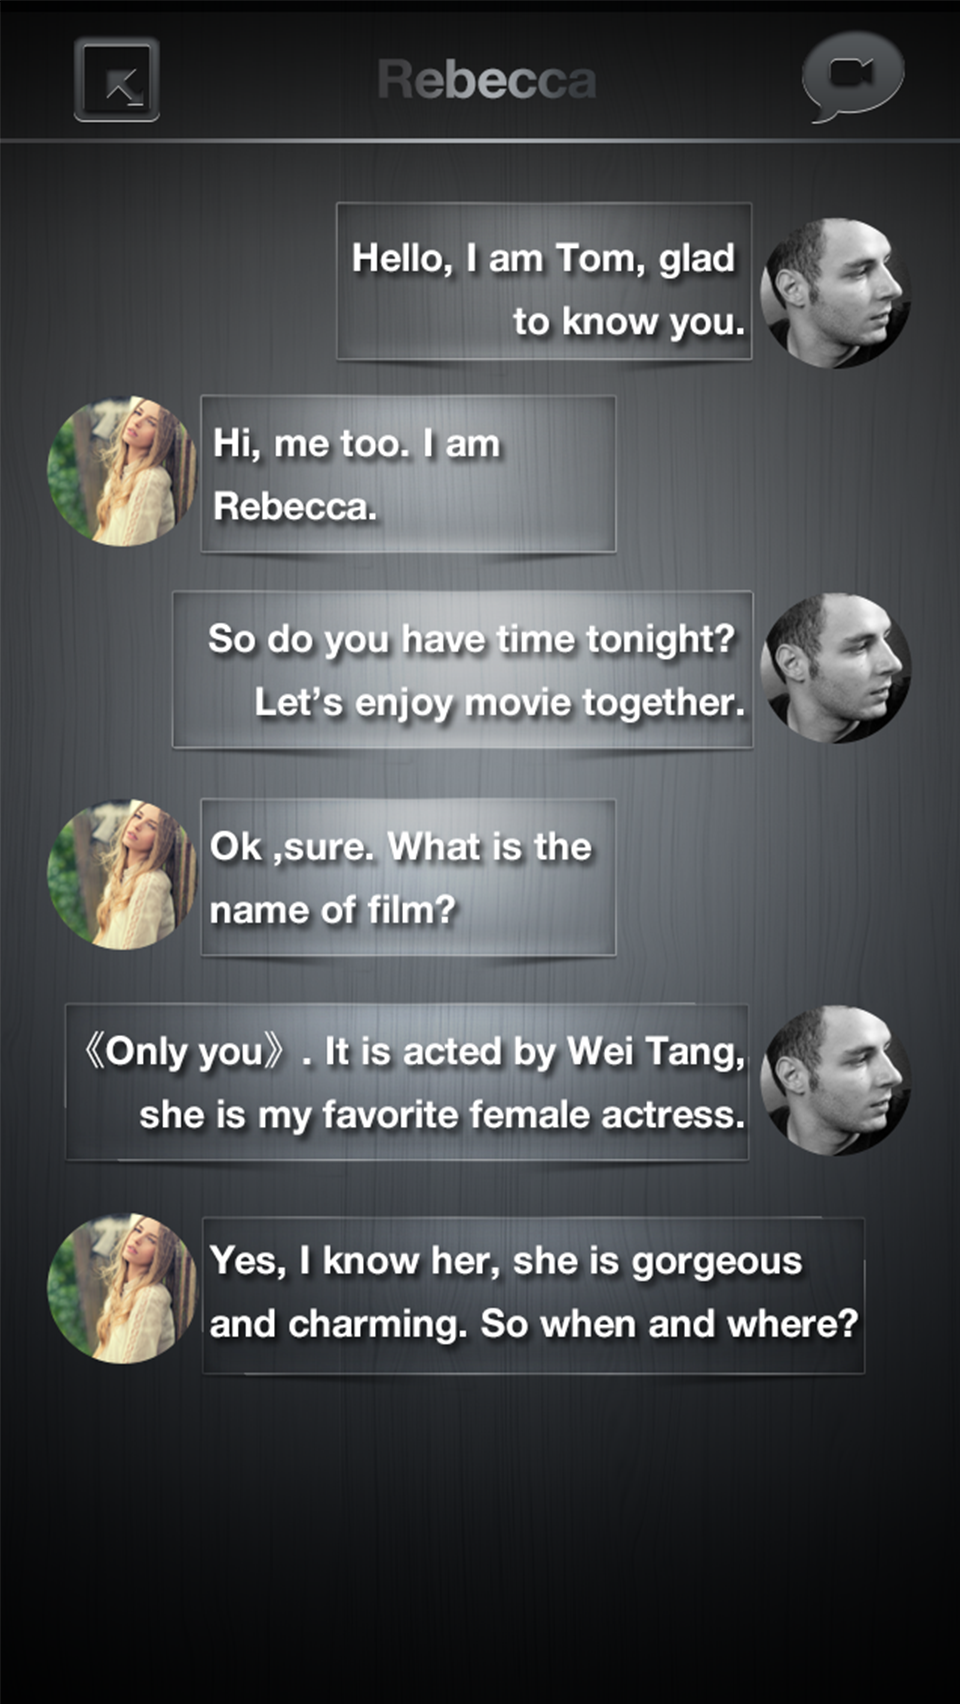 Rebecca
Hello, I am Tom, glad
to know you.
Hi, me too. I am
Rebecca.
So do you have time tonight?
Let’s enjoy movie together.
Ok ,sure. What is the
name of film?
《Only you》 . It is acted by Wei Tang,
she is my favorite female actress.
Yes, I know her, she is gorgeous
and charming. So when and where?